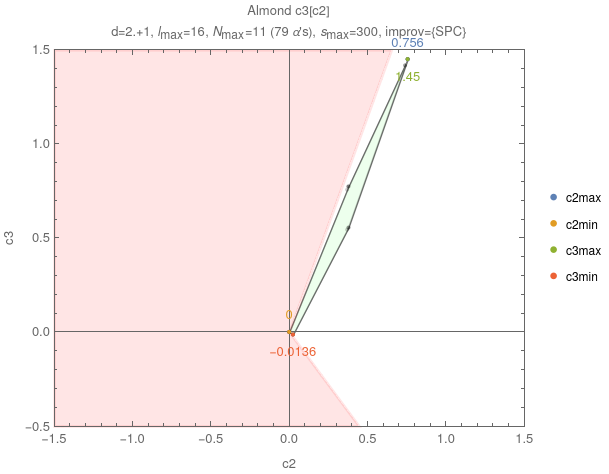 Almond c3[c2]
d=2.+1, lmax=16, Nmax=11 (79 α's), smax=300, improv={SPC}
0.756
1.45
0
−0.0136
1.5
1.0
0.5
0.0
−0.5
c3
−1.5 −1.0 −0.5 0.0 0.5 1.0 1.5
c2
c2max
c2min
c3max
c3min